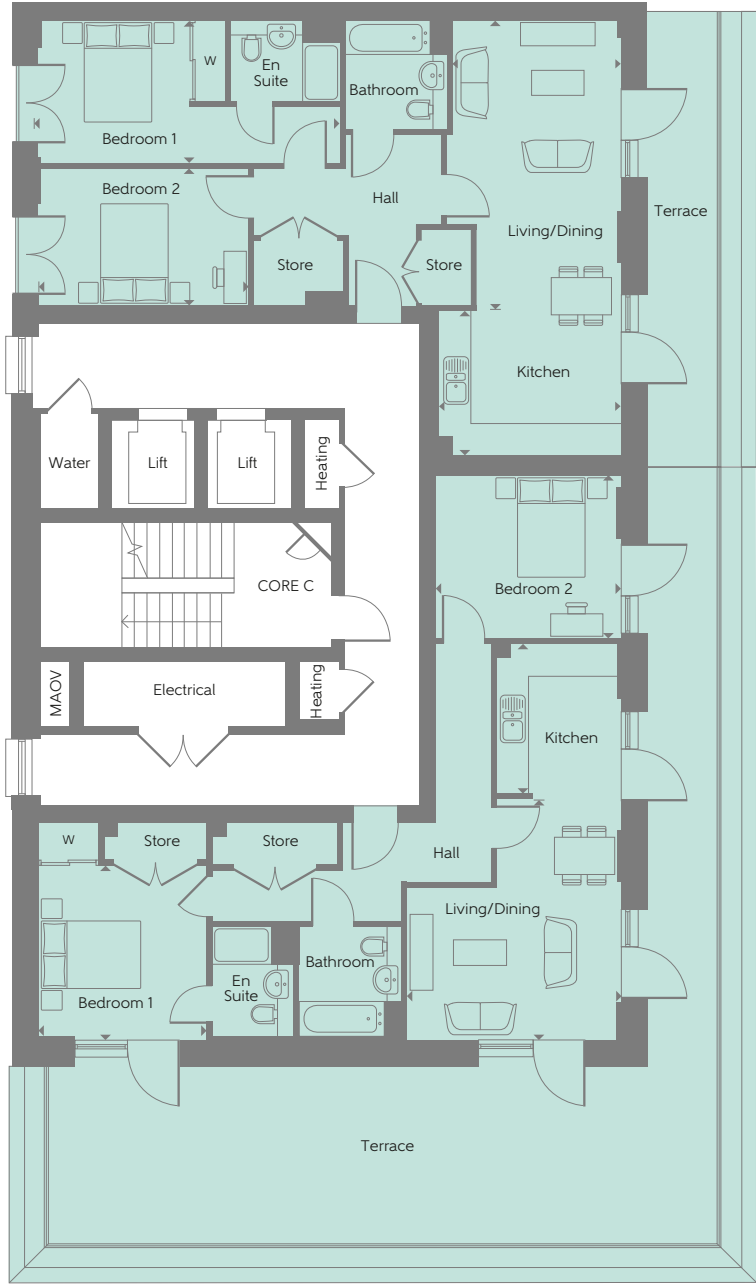 W
En
Suite
Bathroom
Bedroom 1
Bedroom 2
Hall
Terrace
Living/Dining
Store
Store
Kitchen
Water
Lift
Lift
Heating
CORE C
Bedroom 2
MAOV
Electrical
Heating
Kitchen
W
Store
Store
Hall
Living/Dining
Bathroom
En
Suite
Bedroom 1
Terrace